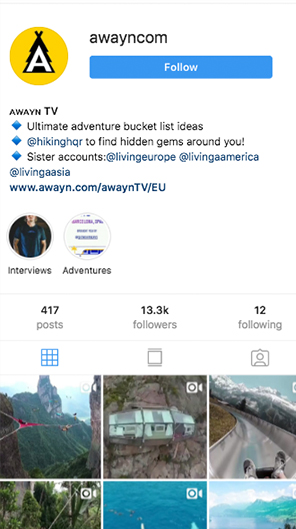 awayncom
A
Follow
AWAYN TV
Ultimate adventure bucket list ideas
@hikinghqr to find hidden gems around you!
Sister accounts:@livingeurope @livingaamerica
@livingaasia
www.awayn.com/awaynTV/EU
Interviews Adventures
417 13.3k 12
posts followers following